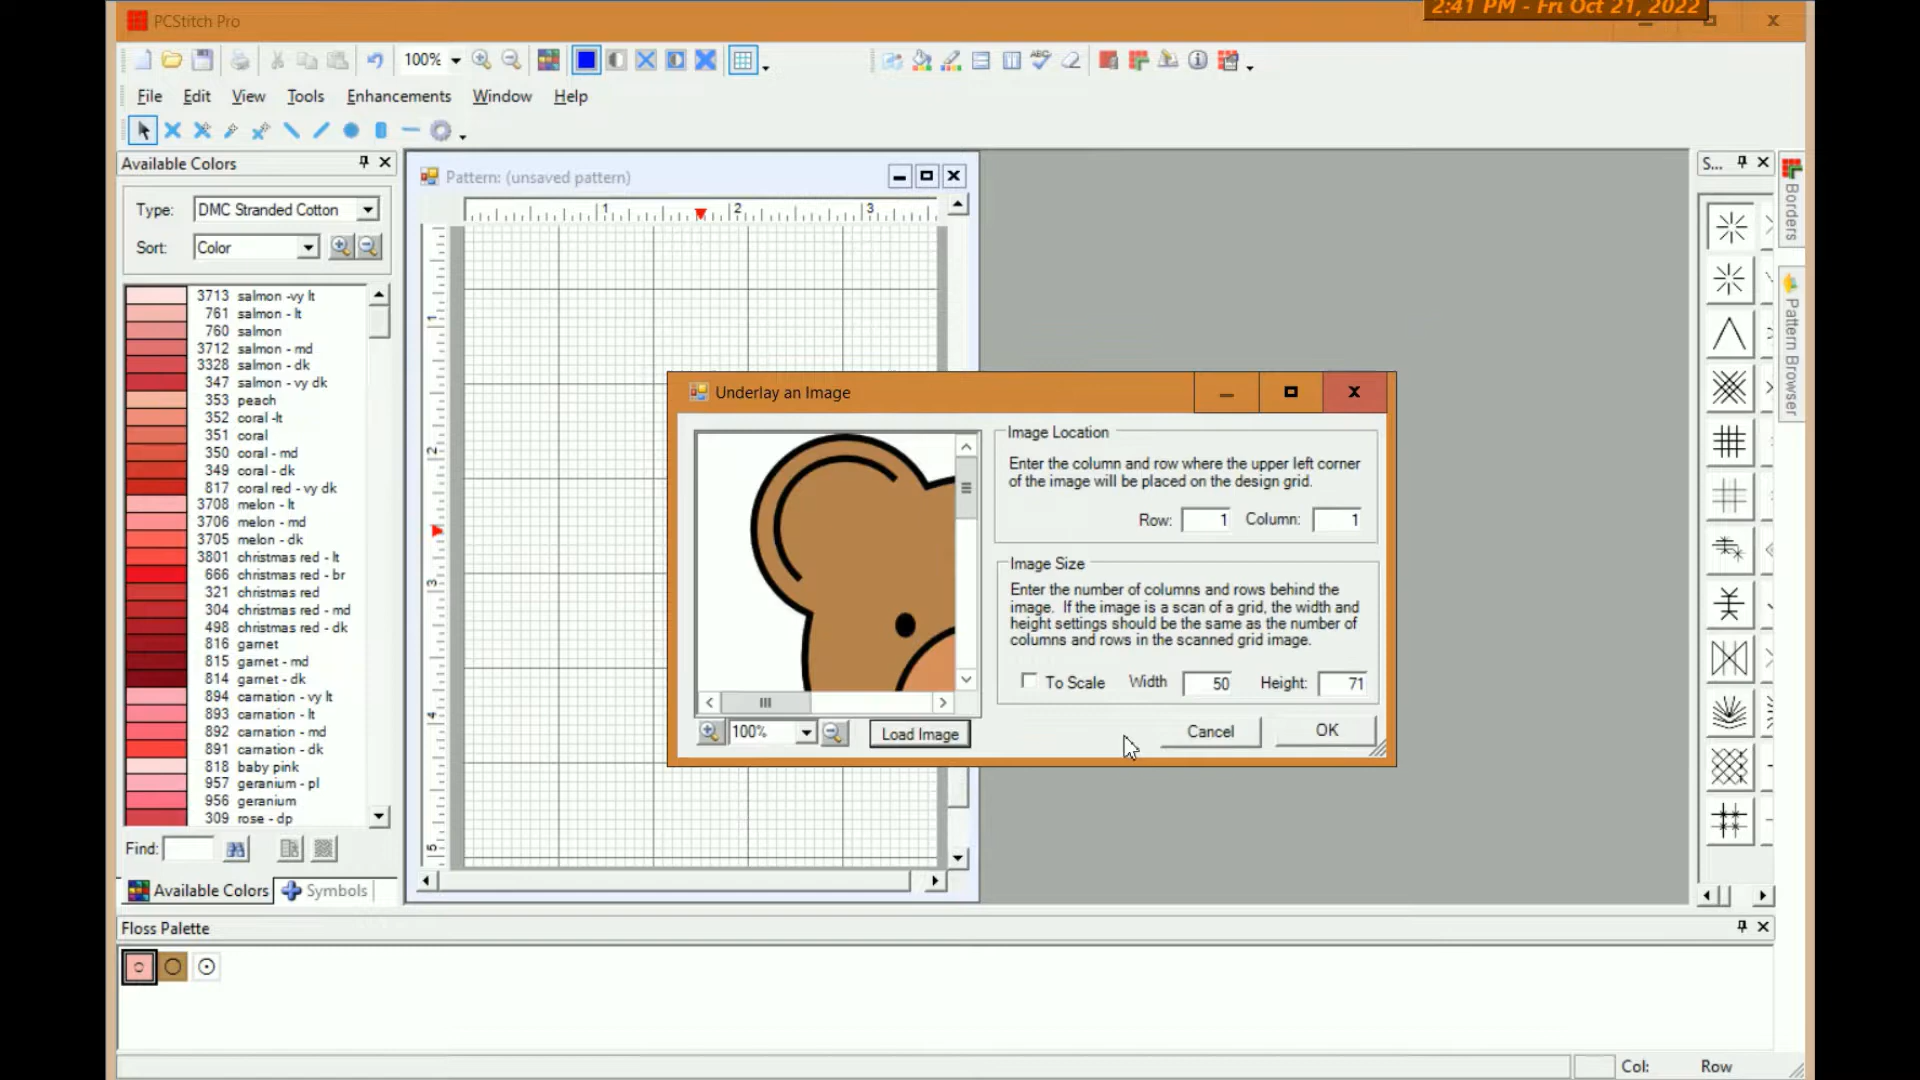 2:41 PM - Fri Oct 21, 2022
PCStitch Pro
100%
File Edit View Tools Enhancements Window Help
Available Colors
Type: DMC Stranded Cotton
Sort: Color
3713 salmon -vy lt
761 salmon - lt
760 salmon
3712 salmon - md
3328 salmon - dk
347 salmon - vy dk
353 peach
352 coral -lt
351 coral
350 coral - md
349 coral - dk
817 coral red - vy dk
3708 melon - lt
3706 melon - md
3705 melon - dk
3801 christmas red - lt
666 christmas red - br
321 christmas red
304 christmas red - md
498 christmas red - dk
816 garnet
815 garnet - md
814 garnet - dk
894 carnation - vy lt
893 carnation - lt
892 carnation - md
891 carnation - dk
818 baby pink
957 geranium - pl
956 geranium
309 rose - dp
Find:
Available Colors Symbols
Pattern: (unsaved pattern)
1 2 3
1
2
3
4
5
Underlay an Image
Image Location
Enter the column and row where the upper left corner
of the image will be placed on the design grid.
Row: 1 Column: 1
Image Size
Enter the number of columns and rows behind the
image. If the image is a scan of a grid, the width and
height settings should be the same as the number of
columns and rows in the scanned grid image.
To Scale Width 50 Height: 71
100% Load Image Cancel OK
S...
Borders
Pattern Browser
Floss Palette
Col: Row